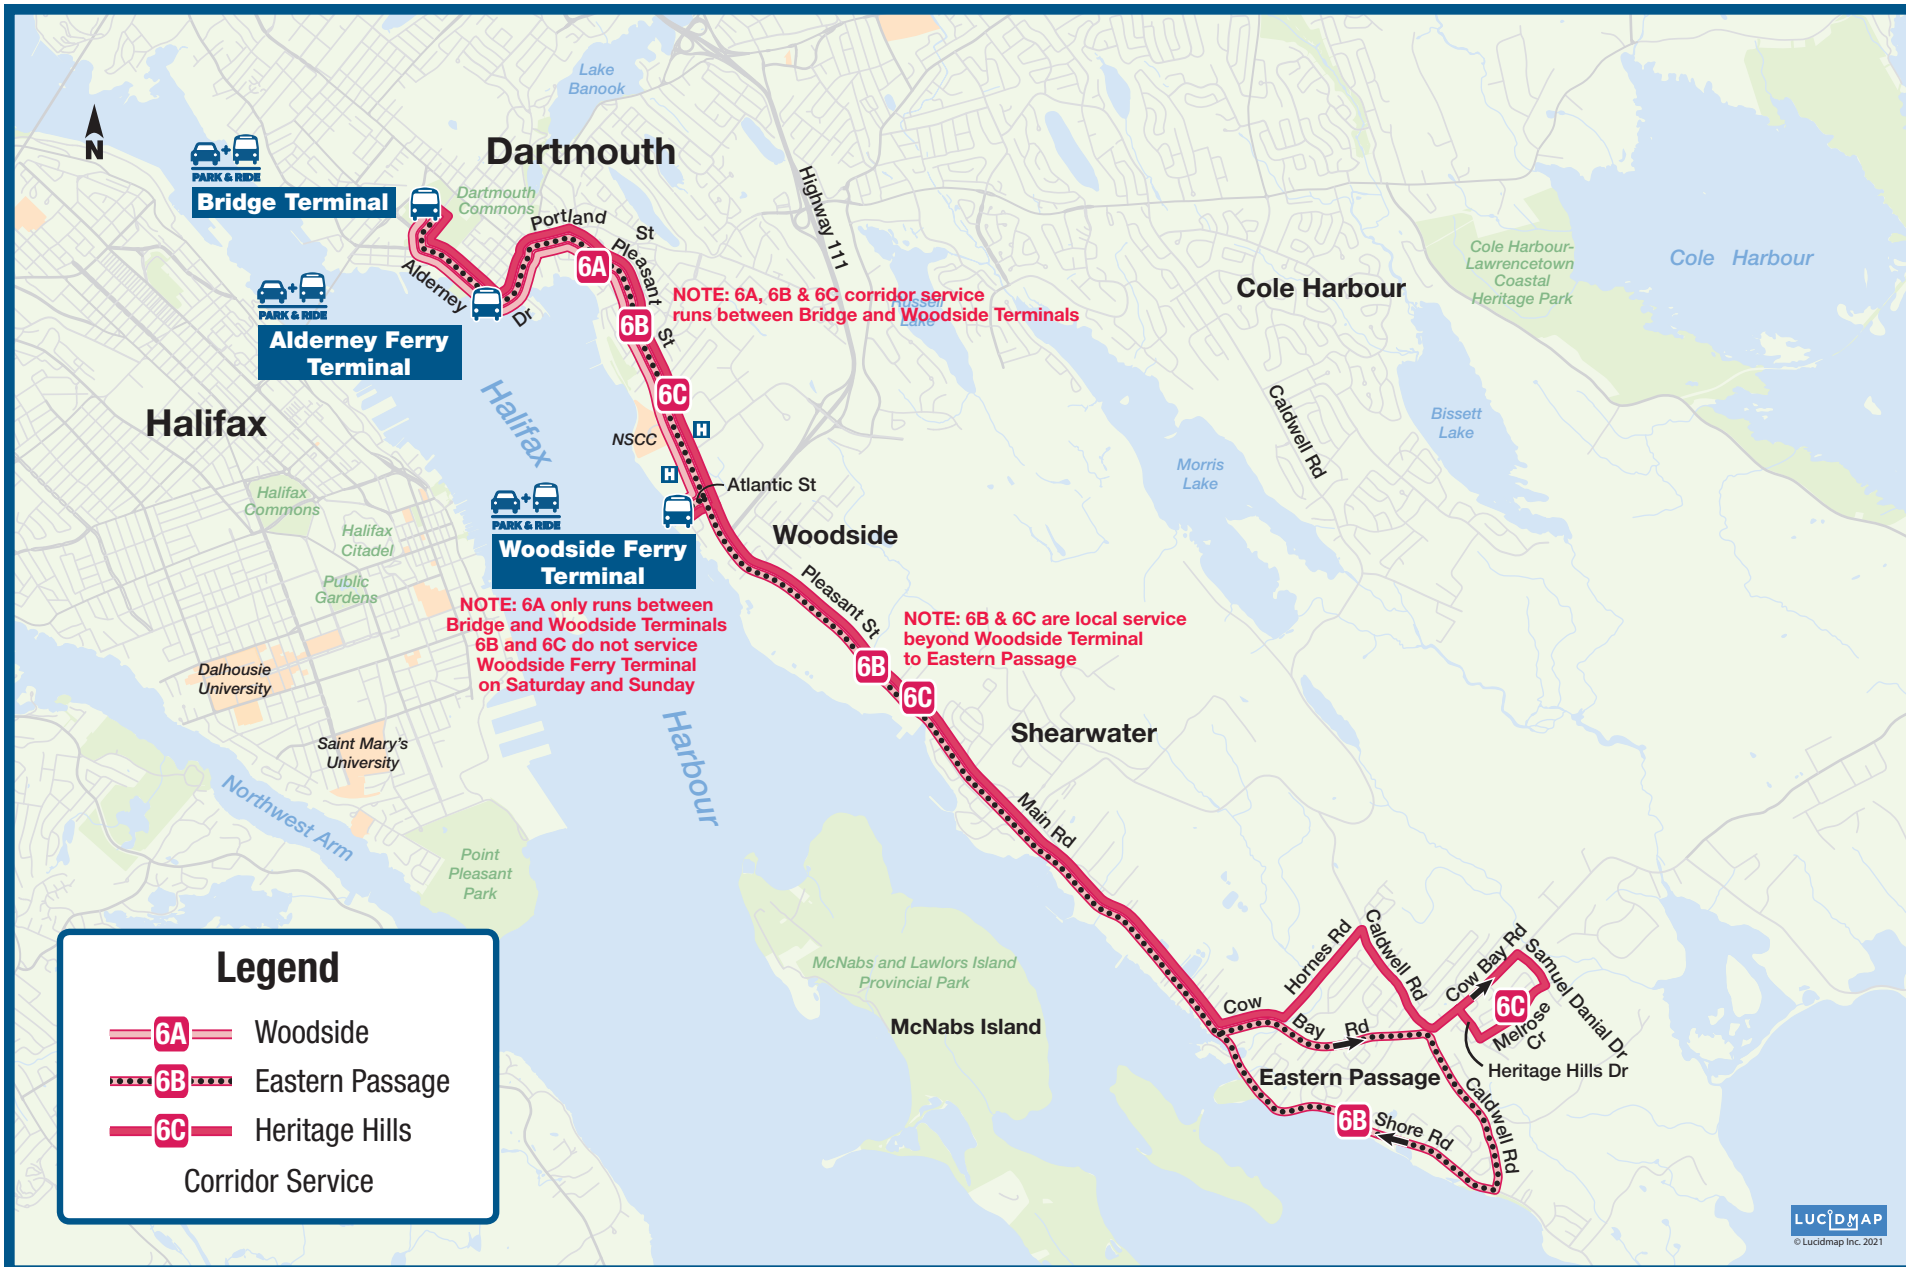 Lake
Banook
N
Dartmouth
PARK & RIDE
Bridge Terminal
Dartmouth
Commons
Portland
St
Pleasant
St
Highway 111
Alderney
Dr
6A
NOTE: 6A, 6B & 6C corridor service
runs between Bridge and Woodside Terminals
Russell
Lake
6B
PARK & RIDE
Alderney Ferry
Terminal
Cole Harbour-
Lawrencetown
Coastal
Heritage Park
Cole Harbour
Cole Harbour
Halifax
Halifax
Harbour
6C
NSCC
H
H
Caldwell Rd
Bissett
Lake
Morris
Lake
Atlantic St
PARK & RIDE
Woodside Ferry
Terminal
Woodside
Halifax
Commons
Halifax
Citadel
Public
Gardens
NOTE: 6A only runs between
Bridge and Woodside Terminals
6B and 6C do not service
Woodside Ferry Terminal
on Saturday and Sunday
Pleasant St
NOTE: 6B & 6C are local service
beyond Woodside Terminal
to Eastern Passage
6B
6C
Dalhousie
University
Saint Mary's
University
Northwest Arm
Point
Pleasant
Park
Shearwater
Main Rd
McNabs and Lawlors Island
Provincial Park
McNabs Island
Hornes Rd
Caldwell Rd
Cow Bay Rd
Samuel Danial Dr
6C
Melrose
Cr
Heritage Hills Dr
Cow
Bay
Rd
Eastern Passage
6B
Shore Rd
Caldwell Rd
Legend
6A Woodside
6B Eastern Passage
6C Heritage Hills
Corridor Service
LUCIDMAP
© Lucidmap Inc. 2021